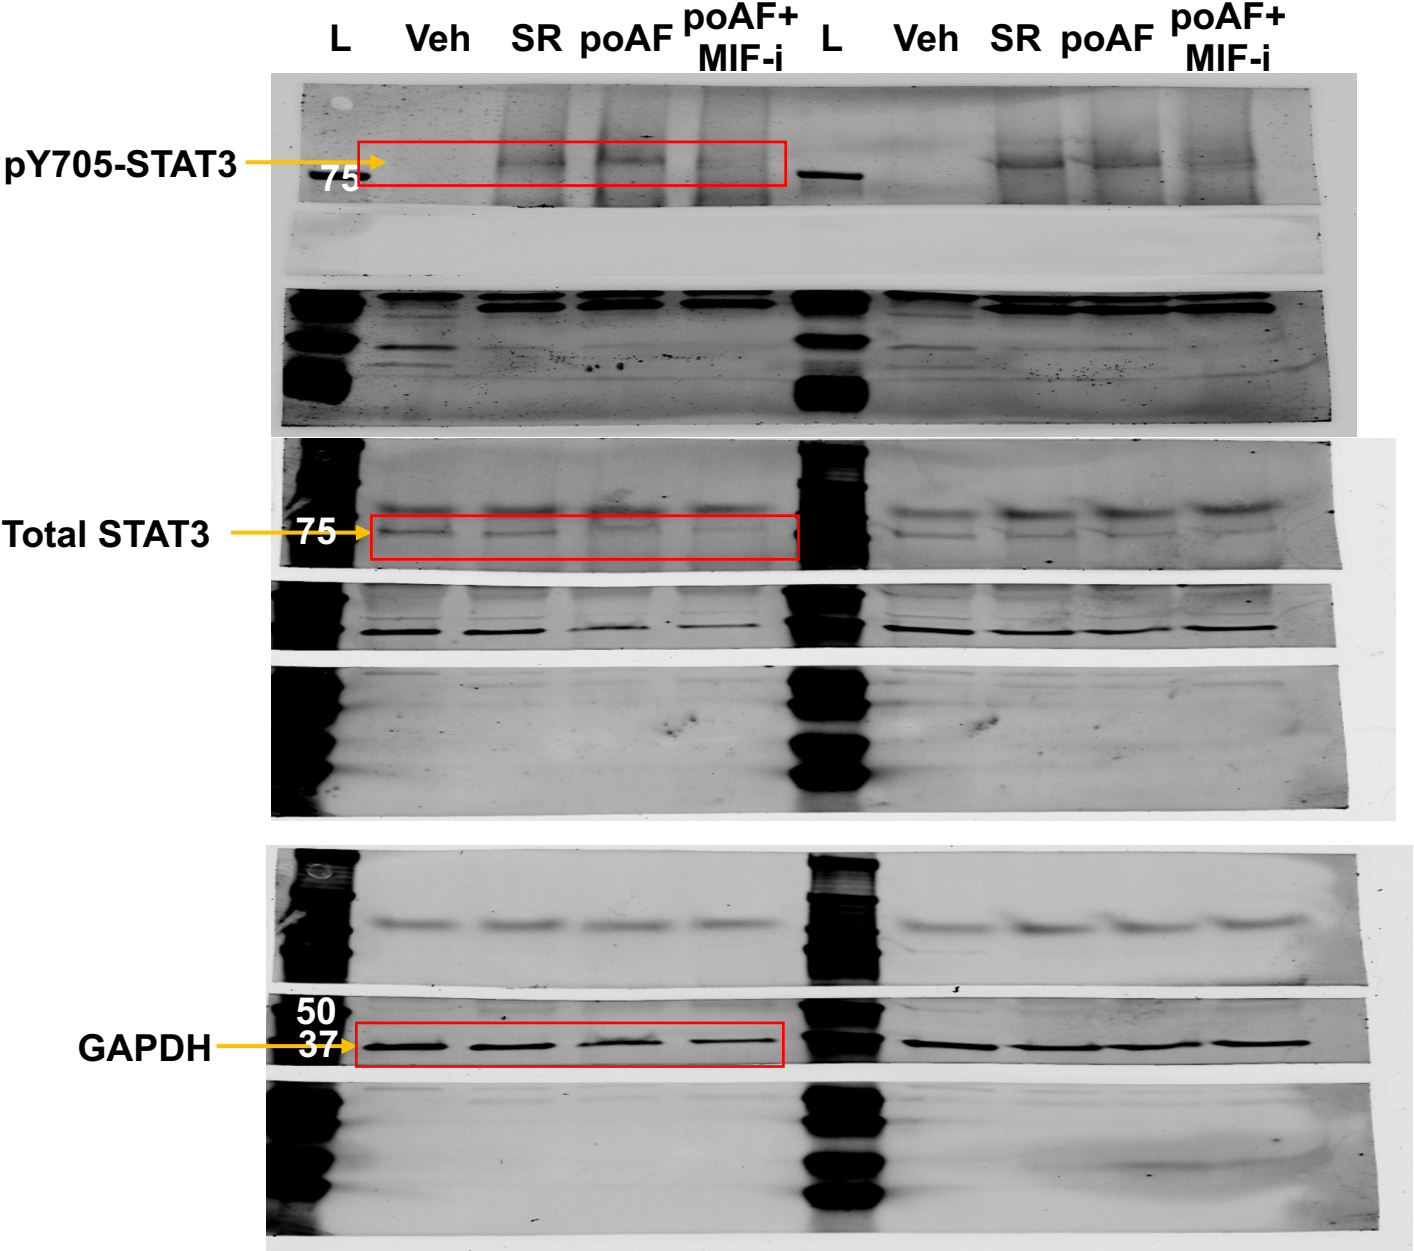 L Veh SR poAF poAF+
MIF-i L Veh SR poAF poAF+
MIF-i
pY705-STAT3
75
Total STAT3
75
50
GAPDH
37